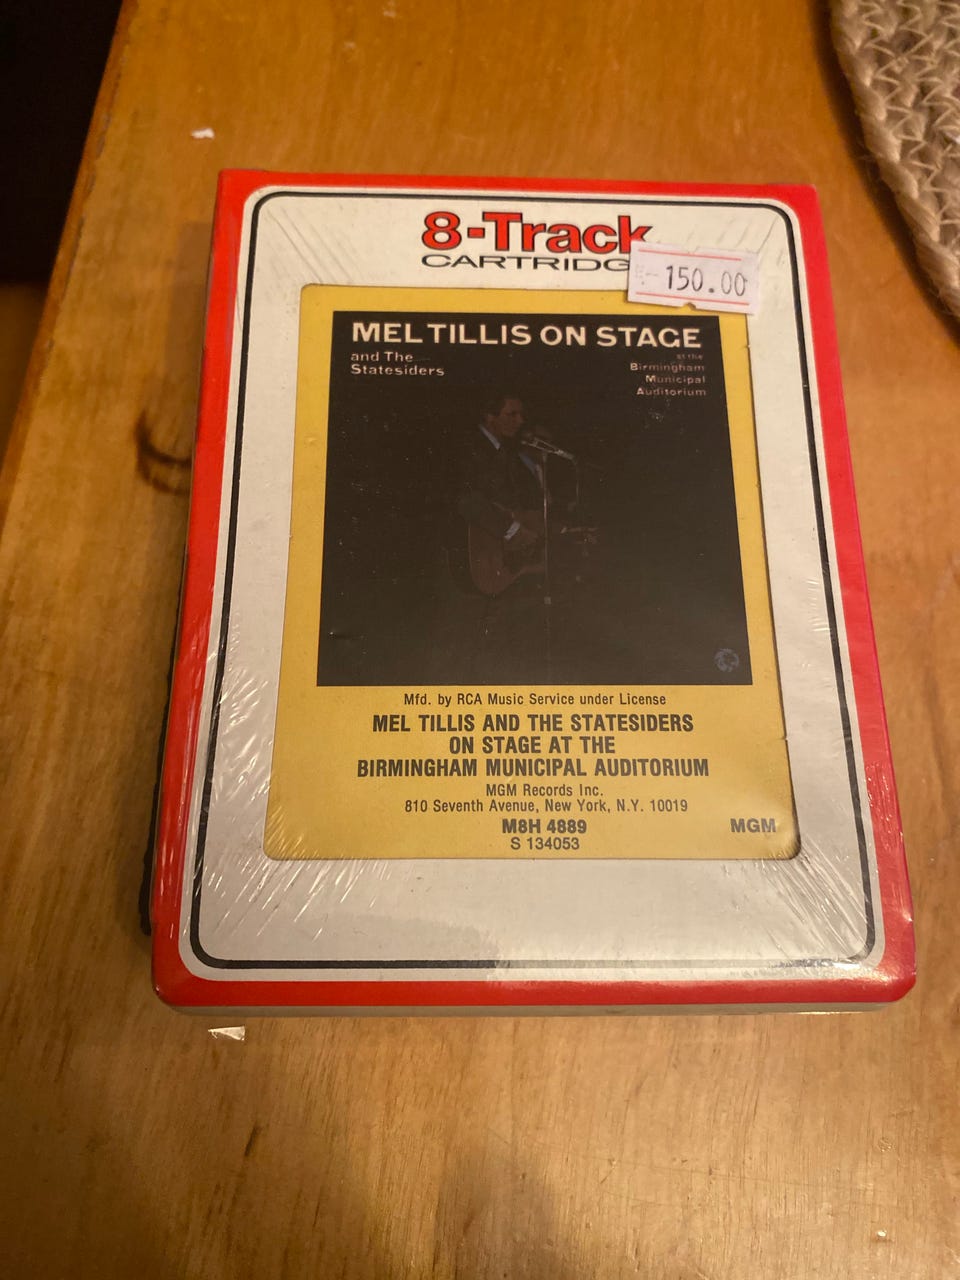 8-Track
CARTRIDG
150.00
MEL TILLIS ON STAGE
and The
Statesiders
at the
Birmingham
Municipal
Auditorium
Mfd. by RCA Music Service under License
MEL TILLIS AND THE STATESIDERS
ON STAGE AT THE
BIRMINGHAM MUNICIPAL AUDITORIUM
MGM Records Inc.
810 Seventh Avenue, New York, N.Y. 10019
M8H 4889
MGM
S 134053